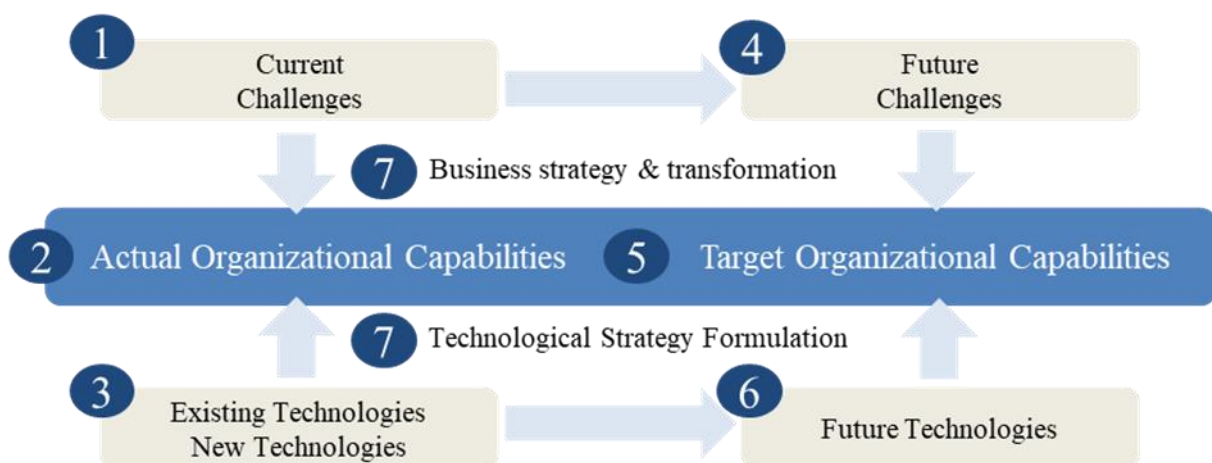 1
Current
Challenges
4
Future
Challenges
7
Business strategy & transformation
2
Actual Organizational Capabilities
5
Target Organizational Capabilities
7
Technological Strategy Formulation
3
Existing Technologies
New Technologies
6
Future Technologies